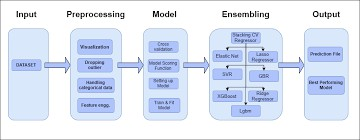 Input
Preprocessing
Model
Ensembling
Output
DATASET
Visualization
Dropping
outlier
Handling
categorical data
Feature engg.
Cross
validation
Model Scoring
Function
Setting up
Model
Train & Fit
Model
Stacking CV
Regressor
Elastic Net
Lasso
Regressor
SVR
GBR
XGBoost
Ridge
Regressor
Lgbm
Prediction File
Best Performing
Model